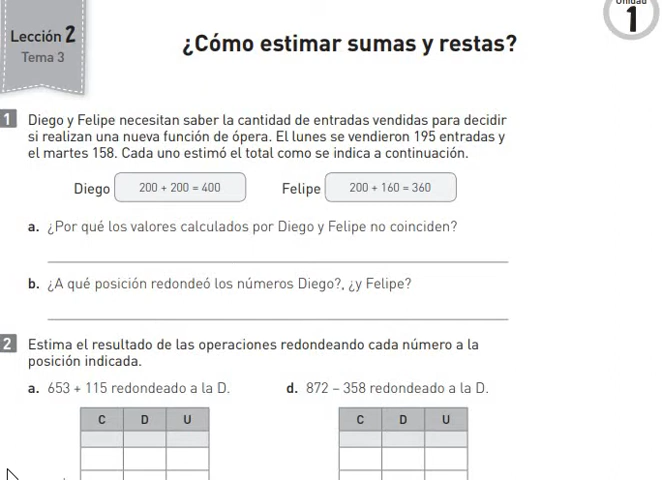 Unidad
1
Lección 2
Tema 3
¿Cómo estimar sumas y restas?
1 Diego y Felipe necesitan saber la cantidad de entradas vendidas para decidir
si realizan una nueva función de ópera. El lunes se vendieron 195 entradas y
el martes 158. Cada uno estimó el total como se indica a continuación.
Diego 200 + 200 = 400 Felipe 200 + 160 = 360
a. ¿Por qué los valores calculados por Diego y Felipe no coinciden?
b. ¿A qué posición redondeó los números Diego?, ¿y Felipe?
2 Estima el resultado de las operaciones redondeando cada número a la
posición indicada.
a. 653 + 115 redondeado a la D. d. 872 – 358 redondeado a la D.
C D U C D U